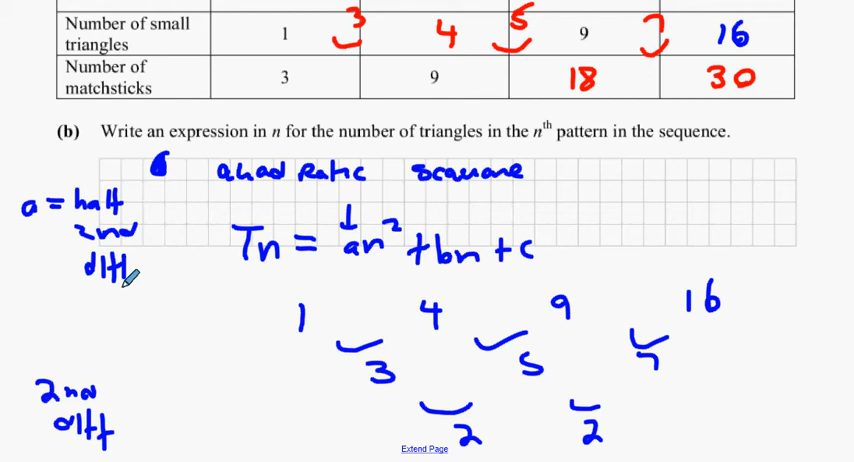 3 5
Number of small triangles 1 4 9 7 16
Number of matchsticks 3 9 18 30
(b) Write an expression in n for the number of triangles in the nth pattern in the sequence.
quadratic square
a = half
2nd
diff
Tn = an² + bn + c
1 4 9 16
3 5 7
2nd
diff
2 2
Extend Page